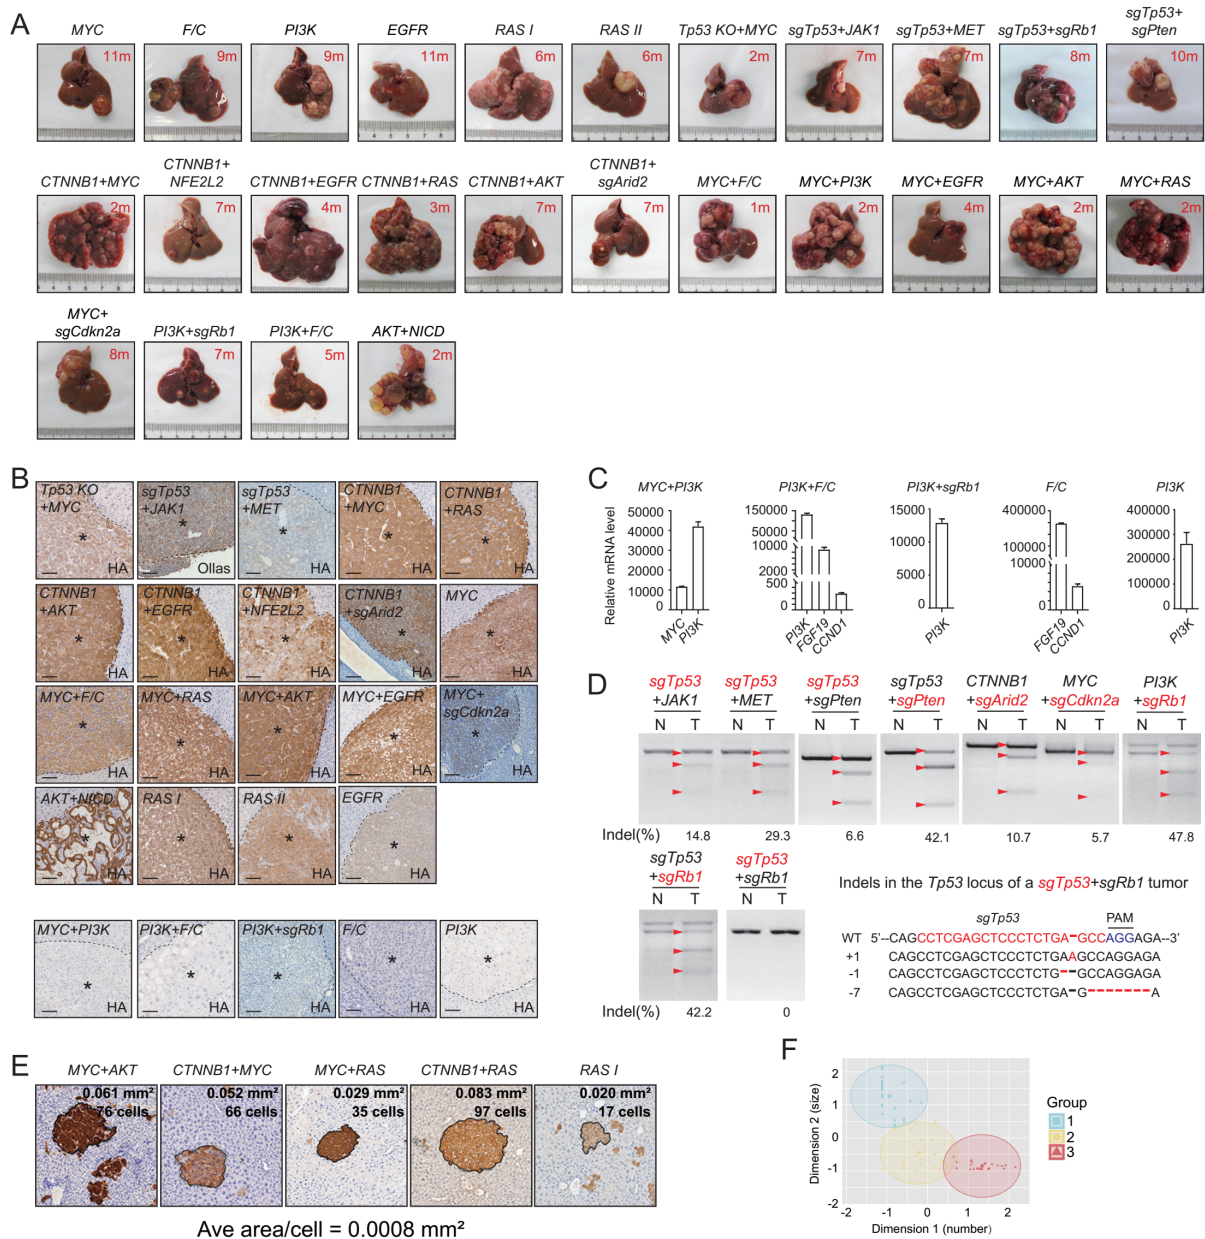 A
MYC F/C PI3K EGFR RAS I RAS II Tp53 KO+MYC sgTp53+JAK1 sgTp53+MET sgTp53+sgRb1 sgTp53+
sgPten
11m 9m 9m 11m 6m 6m 2m 7m 7m 8m 10m
CTNNB1+MYC CTNNB1+
NFE2L2 CTNNB1+EGFR CTNNB1+RAS CTNNB1+AKT CTNNB1+
sgArid2 MYC+F/C MYC+PI3K MYC+EGFR MYC+AKT MYC+RAS
2m 7m 4m 3m 7m 7m 1m 2m 4m 2m 2m
MYC+
sgCdkn2a PI3K+sgRb1 PI3K+F/C AKT+NICD
8m 7m 5m 2m
B
Tp53 KO
+MYC
*
HA
sgTp53
+JAK1
*
Ollas
HA
sgTp53
+MET
*
HA
CTNNB1
+MYC
*
HA
CTNNB1
+RAS
*
HA
CTNNB1
+AKT
*
HA
CTNNB1
+EGFR
*
HA
CTNNB1
+NFE2L2
*
HA
CTNNB1
+sgArid2
*
HA
MYC
*
HA
MYC+F/C
*
HA
MYC+RAS
*
HA
MYC+AKT
*
HA
MYC+EGFR
*
HA
MYC+
sgCdkn2a
*
HA
AKT+NICD
*
HA
RAS I
*
HA
RAS II
*
HA
EGFR
*
HA
MYC+PI3K
*
HA
PI3K+F/C
*
HA
PI3K+sgRb1
*
HA
F/C
*
HA
PI3K
*
HA
C
Relative mRNA level
MYC+PI3K
50000
40000
30000
20000
10000
0
MYC
PI3K
PI3K+F/C
150000
100000
10000
2000
500
0
PI3K
FGF19
CCND1
PI3K+sgRb1
15000
10000
5000
0
PI3K
F/C
400000
100000
30000
0
FGF19
CCND1
PI3K
400000
300000
200000
100000
0
PI3K
D
sgTp53
+JAK1
N T
sgTp53
+MET
N T
sgTp53
+sgPten
N T
sgTp53
+sgPten
N T
CTNNB1
+sgArid2
N T
MYC
+sgCdkn2a
N T
PI3K
+sgRb1
N T
Indel(%) 14.8 29.3 6.6 42.1 10.7 5.7 47.8
sgTp53
+sgRb1
N T
sgTp53
+sgRb1
N T
Indel(%) 42.2 0
Indels in the Tp53 locus of a sgTp53+sgRb1 tumor
sgTp53 PAM
WT 5'--CAGCCTCGAGCTCCCTCTGA-GCCAGGAGA--3'
+1 CAGCCTCGAGCTCCCTCTGAAGCCAGGAGA
-1 CAGCCTCGAGCTCCCTCTG--GCCAGGAGA
-7 CAGCCTCGAGCTCCCTCTGA-G-------A
E
MYC+AKT CTNNB1+MYC MYC+RAS CTNNB1+RAS RAS I
0.061 mm² 0.052 mm² 0.029 mm² 0.083 mm² 0.020 mm²
76 cells 66 cells 35 cells 97 cells 17 cells
Ave area/cell = 0.0008 mm²
F
Dimension 2 (size)
2
1
0
-1
-2
-2 -1 0 1 2
Dimension 1 (number)
Group
1
2
3